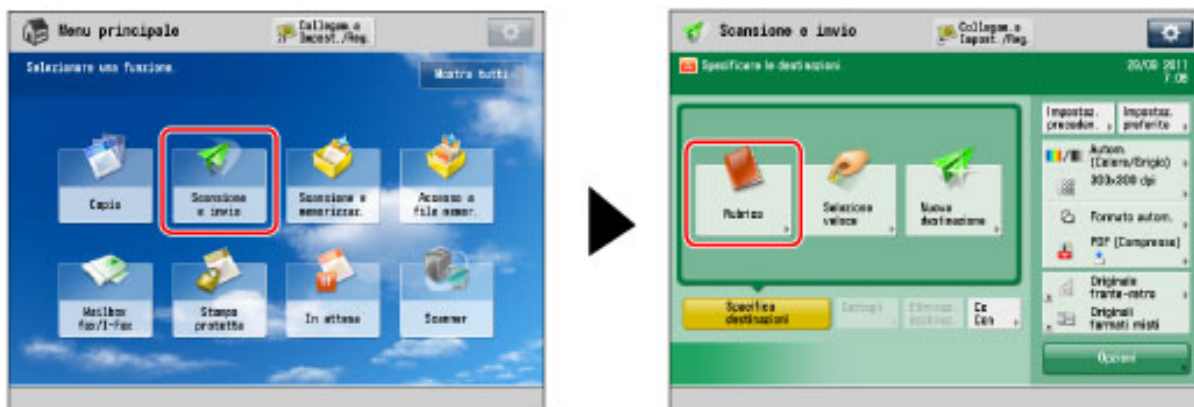 Menu principale
Collegam.a
Impost./Reg.
Selezionare una funzione.
Mostra tutti
Copia
Scansione
e invio
Scansione e
memorizzaz.
Accesso a
file memor.
Mailbox
fax/I-fax
Stampa
protetta
In attesa
Scanner
Scansione e invio
Collegam.a
Impost./Reg.
Specificare le destinazioni.
29/09 2011
7:08
Rubrica
Selezione
veloce
Nuova
destinazione
Specifica
destinazioni
Dettagli
Cc
Ccn
Impostaz.
preceden.
Impostaz.
preferite
Autom.
(Colore/Grigio)
300x300 dpi
Formato autom.
PDF (Compresso)
Originale
fronte-retro
Originali
formati misti
Opzioni